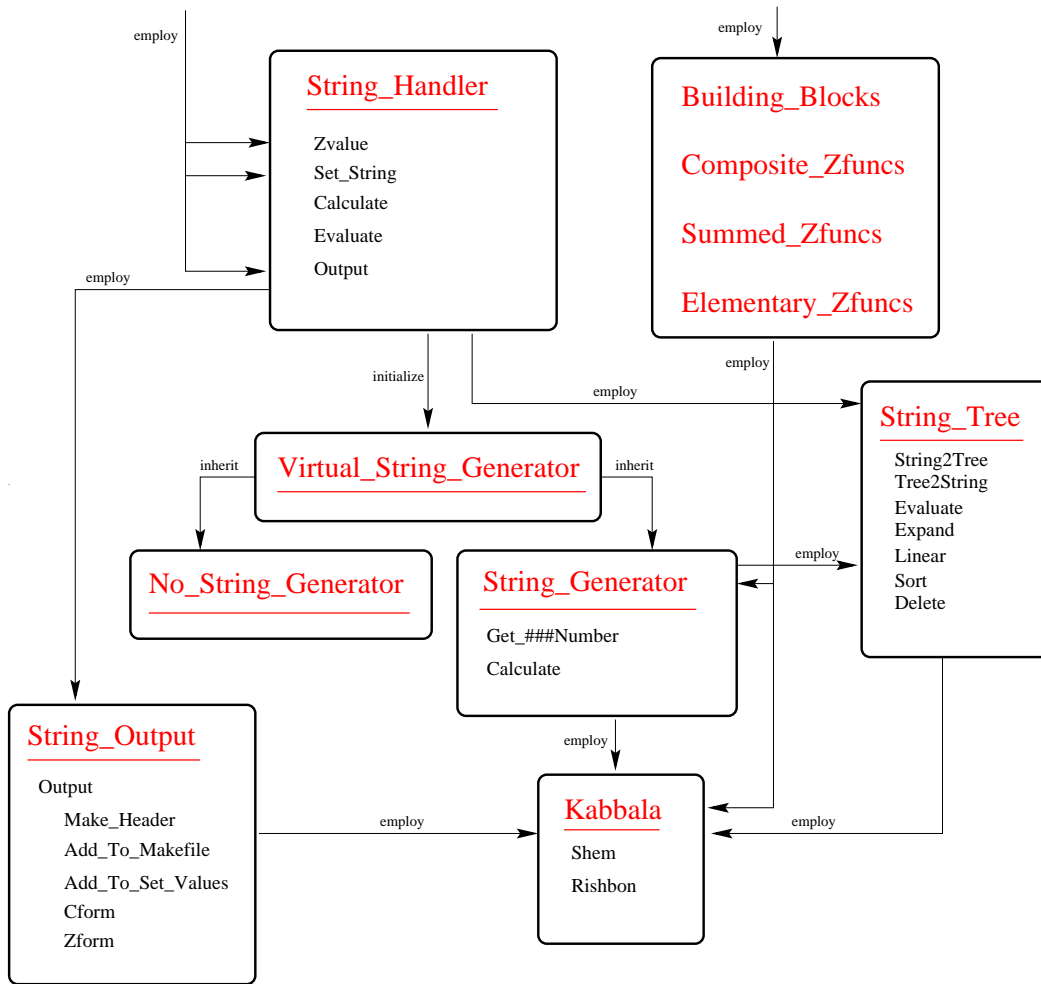 employ
String_Handler
Zvalue
Set_String
Calculate
Evaluate
Output
employ
Building_Blocks
Composite_Zfuncs
Summed_Zfuncs
Elementary_Zfuncs
employ
initialize
employ
employ
String_Tree
String2Tree
Tree2String
Evaluate
Expand
Linear
Sort
Delete
inherit
Virtual_String_Generator
inherit
No_String_Generator
String_Generator
Get_###Number
Calculate
employ
employ
String_Output
Output
Make_Header
Add_To_Makefile
Add_To_Set_Values
Cform
Zform
employ
Kabbala
Shem
Rishbon
employ